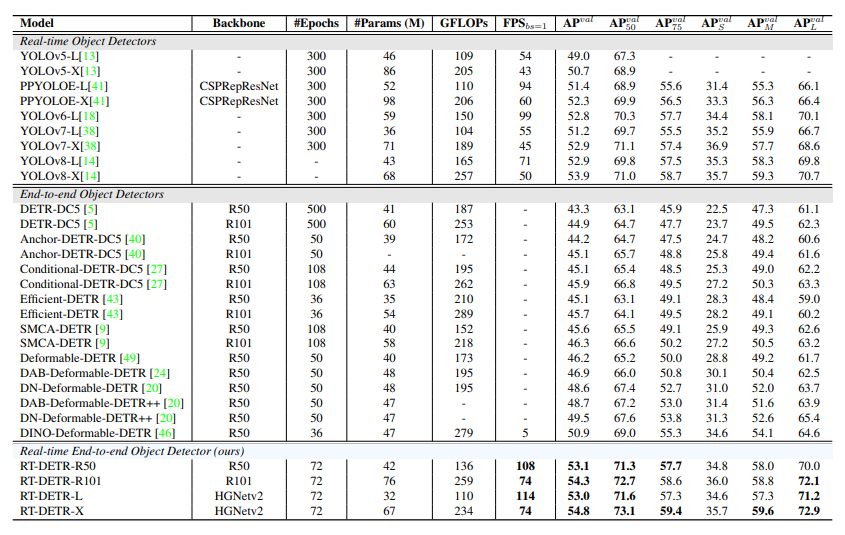 Model Backbone #Epochs #Params (M) GFLOPs FPS_bs=1 AP^val AP^val_50 AP^val_75 AP^val_S AP^val_M AP^val_L
Real-time Object Detectors
YOLOv5-L[13] - 300 46 109 54 49.0 67.3 - - - -
YOLOv5-X[13] - 300 86 205 43 50.7 68.9 - - - -
PPYOLOE-L[41] CSPRepResNet 300 52 110 94 51.4 68.9 55.6 31.4 55.3 66.1
PPYOLOE-X[41] CSPRepResNet 300 98 206 60 52.3 69.9 56.5 33.3 56.3 66.4
YOLOv6-L[18] - 300 59 150 99 52.8 70.3 57.7 34.4 58.1 70.1
YOLOv7-L[38] - 300 36 104 55 51.2 69.7 55.5 35.2 55.9 66.7
YOLOv7-X[38] - 300 71 189 45 52.9 71.1 57.4 36.9 57.7 68.6
YOLOv8-L[14] - - 43 165 71 52.9 69.8 57.5 35.3 58.3 69.8
YOLOv8-X[14] - - 68 257 50 53.9 71.0 58.7 35.7 59.3 70.7
End-to-end Object Detectors
DETR-DC5 [5] R50 500 41 187 - 43.3 63.1 45.9 22.5 47.3 61.1
DETR-DC5 [5] R101 500 60 253 - 44.9 64.7 47.7 23.7 49.5 62.3
Anchor-DETR-DC5 [40] R50 50 39 172 - 44.2 64.7 47.5 24.7 48.2 60.6
Anchor-DETR-DC5 [40] R101 50 - - - 45.1 65.7 48.8 25.8 49.4 61.6
Conditional-DETR-DC5 [27] R50 108 44 195 - 45.1 65.4 48.5 25.3 49.0 62.2
Conditional-DETR-DC5 [27] R101 108 63 262 - 45.9 66.8 49.5 27.2 50.3 63.3
Efficient-DETR [43] R50 36 35 210 - 45.1 63.1 49.1 28.3 48.4 59.0
Efficient-DETR [43] R101 36 54 289 - 45.7 64.1 49.5 28.2 49.1 60.2
SMCA-DETR [9] R50 108 40 152 - 45.6 65.5 49.1 25.9 49.3 62.6
SMCA-DETR [9] R101 108 58 218 - 46.3 66.6 50.2 27.2 50.5 63.2
Deformable-DETR [49] R50 50 40 173 - 46.2 65.2 50.0 28.8 49.2 61.7
DAB-Deformable-DETR [24] R50 50 48 195 - 46.9 66.0 50.8 30.1 50.4 62.5
DN-Deformable-DETR [20] R50 50 48 195 - 48.6 67.4 52.7 31.0 52.0 63.7
DAB-Deformable-DETR++ [20] R50 50 47 - - 48.7 67.2 53.0 31.4 51.6 63.9
DN-Deformable-DETR++ [20] R50 50 47 - - 49.5 67.6 53.8 31.3 52.6 65.4
DINO-Deformable-DETR [46] R50 36 47 279 5 50.9 69.0 55.3 34.6 54.1 64.6
Real-time End-to-end Object Detector (ours)
RT-DETR-R50 R50 72 42 136 108 53.1 71.3 57.7 34.8 58.0 70.0
RT-DETR-R101 R101 72 76 259 74 54.3 72.7 58.6 36.0 58.8 72.1
RT-DETR-L HGNetv2 72 32 110 114 53.0 71.6 57.3 34.6 57.3 71.2
RT-DETR-X HGNetv2 72 67 234 74 54.8 73.1 59.4 35.7 59.6 72.9